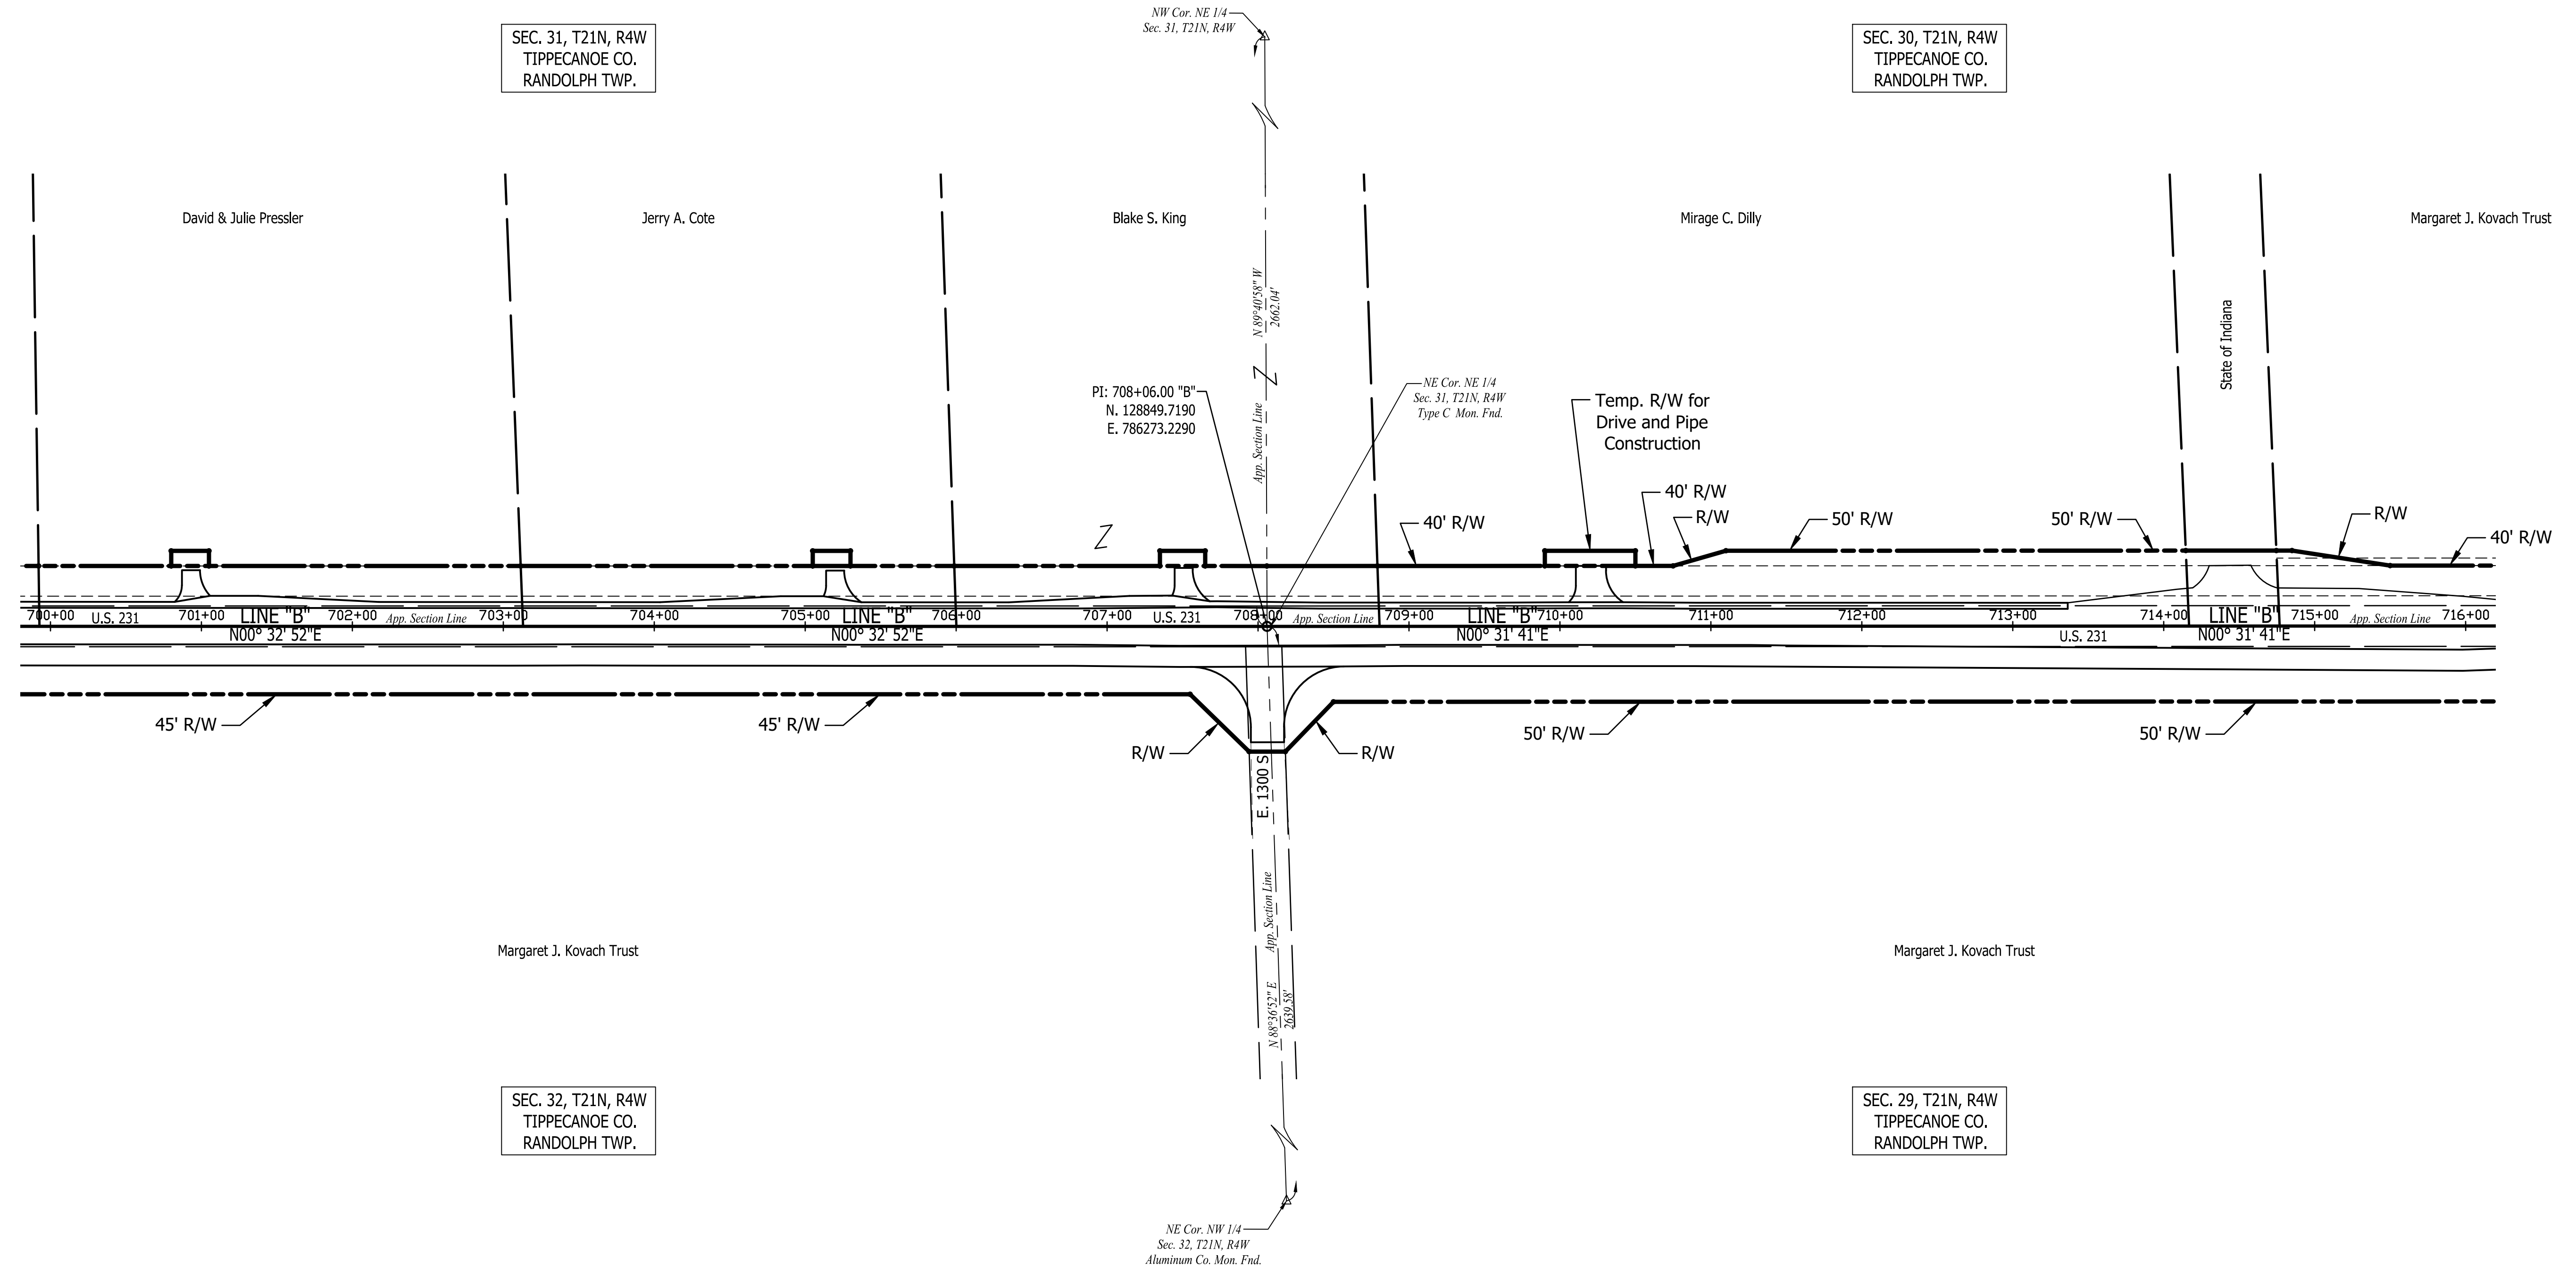 NW Cor. NE 1/4
Sec. 31, T21N, R4W
SEC. 31, T21N, R4W
TIPPECANOE CO.
RANDOLPH TWP.
SEC. 30, T21N, R4W
TIPPECANOE CO.
RANDOLPH TWP.
David & Julie Pressler
Jerry A. Cote
Blake S. King
Mirage C. Dilly
Margaret J. Kovach Trust
State of Indiana
N 89°40'58" W
2662.04'
App. Section Line
PI: 708+06.00 "B"
N. 128849.7190
E. 786273.2290
NE Cor. NE 1/4
Sec. 31, T21N, R4W
Type C Mon. Fnd.
Temp. R/W for
Drive and Pipe
Construction
40' R/W
40' R/W
R/W
50' R/W
50' R/W
R/W
40' R/W
700+00
U.S. 231
701+00
LINE "B"
702+00
App. Section Line
703+00
704+00
705+00
LINE "B"
706+00
707+00
U.S. 231
708+00
App. Section Line
709+00
LINE "B"
710+00
711+00
712+00
713+00
714+00
LINE "B"
715+00
App. Section Line
716+00
N00° 32' 52"E
N00° 32' 52"E
N00° 31' 41"E
U.S. 231
N00° 31' 41"E
45' R/W
45' R/W
R/W
R/W
50' R/W
50' R/W
E. 1300 S
App. Section Line
N 88°36'52" E
2639.58'
Margaret J. Kovach Trust
Margaret J. Kovach Trust
SEC. 32, T21N, R4W
TIPPECANOE CO.
RANDOLPH TWP.
SEC. 29, T21N, R4W
TIPPECANOE CO.
RANDOLPH TWP.
NE Cor. NW 1/4
Sec. 32, T21N, R4W
Aluminum Co. Mon. Fnd.